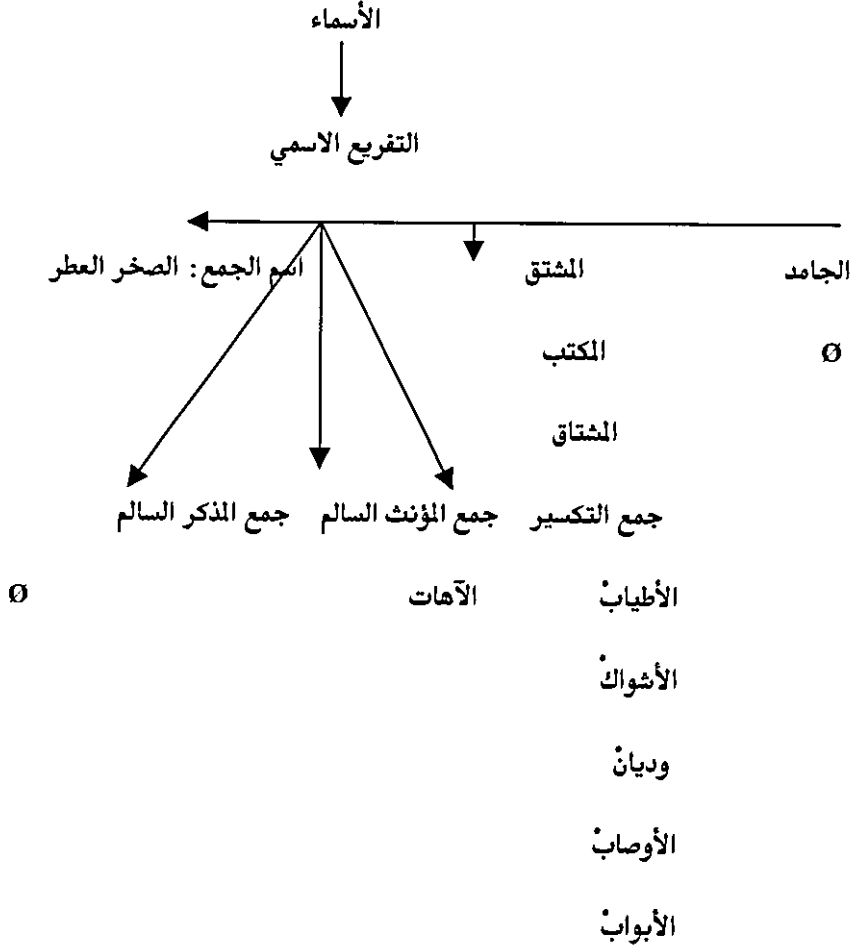 الأسماء
التفريع الاسمي
الجامد المشتق اسم الجمع: الصخر العطر
Ø المكتب
المشتاق
جمع التكسير جمع المؤنث السالم جمع المذكر السالم
الأطيابْ الآهات Ø
الأشواكْ
وديانْ
الأوصابْ
الأبوابْ